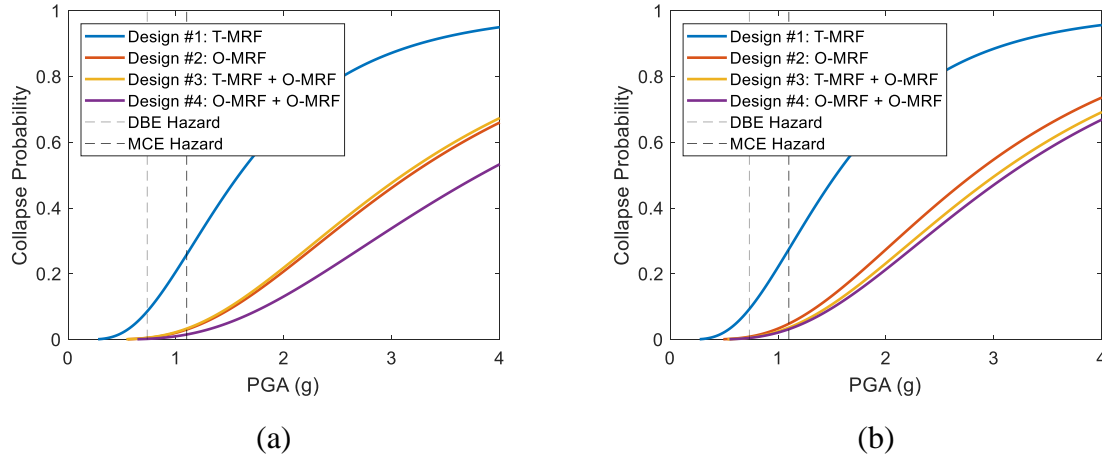 1
0.8
0.6
0.4
0.2
0
Collapse Probability
Design #1: T-MRF
Design #2: O-MRF
Design #3: T-MRF + O-MRF
Design #4: O-MRF + O-MRF
DBE Hazard
MCE Hazard
0 1 2 3 4
PGA (g)
(a)
1
0.8
0.6
0.4
0.2
0
Collapse Probability
Design #1: T-MRF
Design #2: O-MRF
Design #3: T-MRF + O-MRF
Design #4: O-MRF + O-MRF
DBE Hazard
MCE Hazard
0 1 2 3 4
PGA (g)
(b)